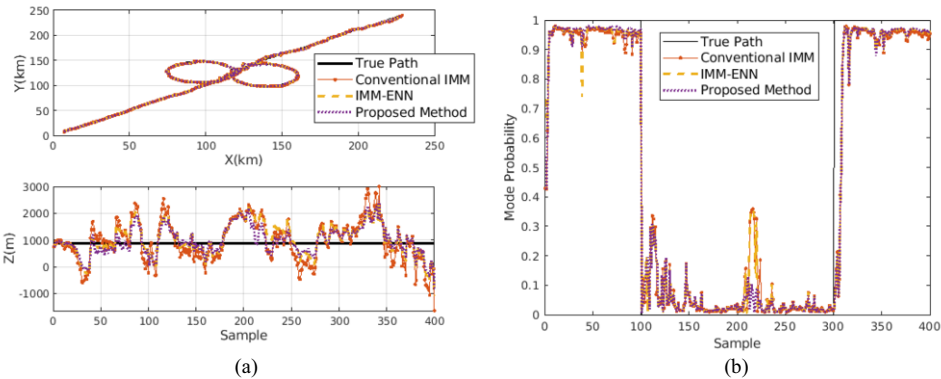 250
200
150
100
50
0
Y(km)
0 50 100 150 200 250
X(km)
True Path
Conventional IMM
IMM-ENN
Proposed Method
3000
2000
1000
0
-1000
Z(m)
0 50 100 150 200 250 300 350 400
Sample
(a)
1
0.9
0.8
0.7
0.6
0.5
0.4
0.3
0.2
0.1
0
Mode Probability
True Path
Conventional IMM
IMM-ENN
Proposed Method
0 50 100 150 200 250 300 350 400
Sample
(b)